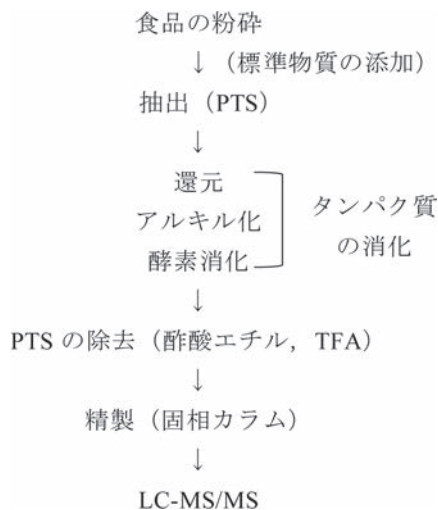 食品の粉砕
↓（標準物質の添加）
抽出（PTS）
↓
還元
アルキル化
酵素消化
タンパク質
の消化
↓
PTS の除去（酢酸エチル，TFA）
↓
精製（固相カラム）
↓
LC-MS/MS